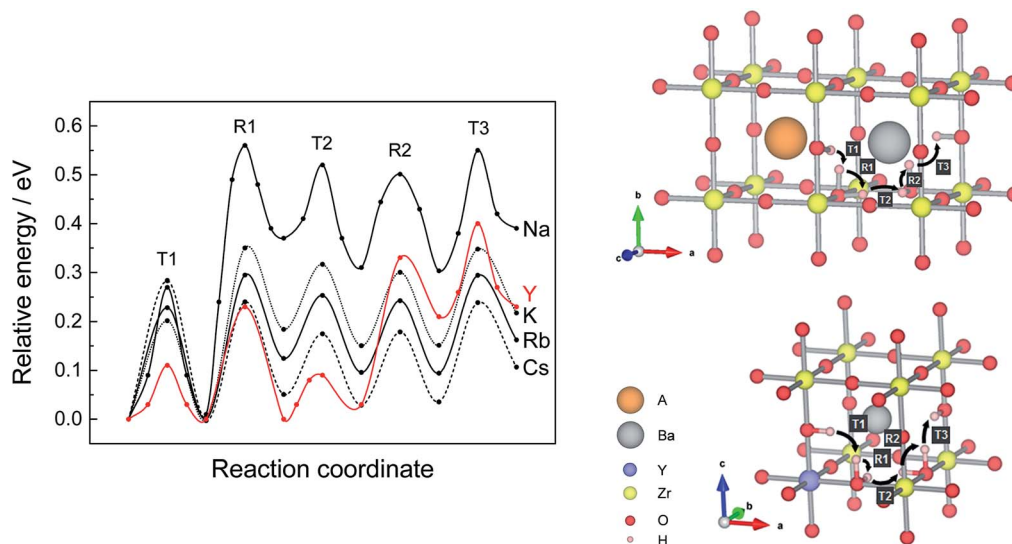 Relative energy / eV
0.6
0.5
0.4
0.3
0.2
0.1
0.0
T1
R1
T2
R2
T3
Na
Y
K
Rb
Cs
Reaction coordinate
T1
R1
T2
R2
T3
b
c
a
A
Ba
Y
Zr
O
H
T1
R1
T2
R2
T3
c
b
a